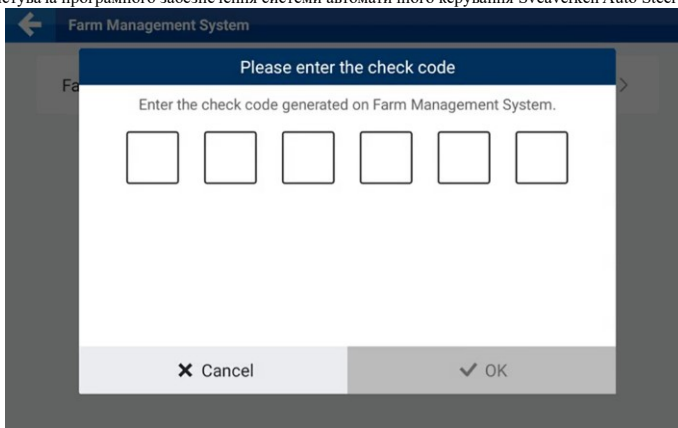 програмного забезпечення системи автоматичного керування Sveaverken Auto Steer
Farm Management System
Please enter the check code
Fa
Enter the check code generated on Farm Management System.
Cancel
OK